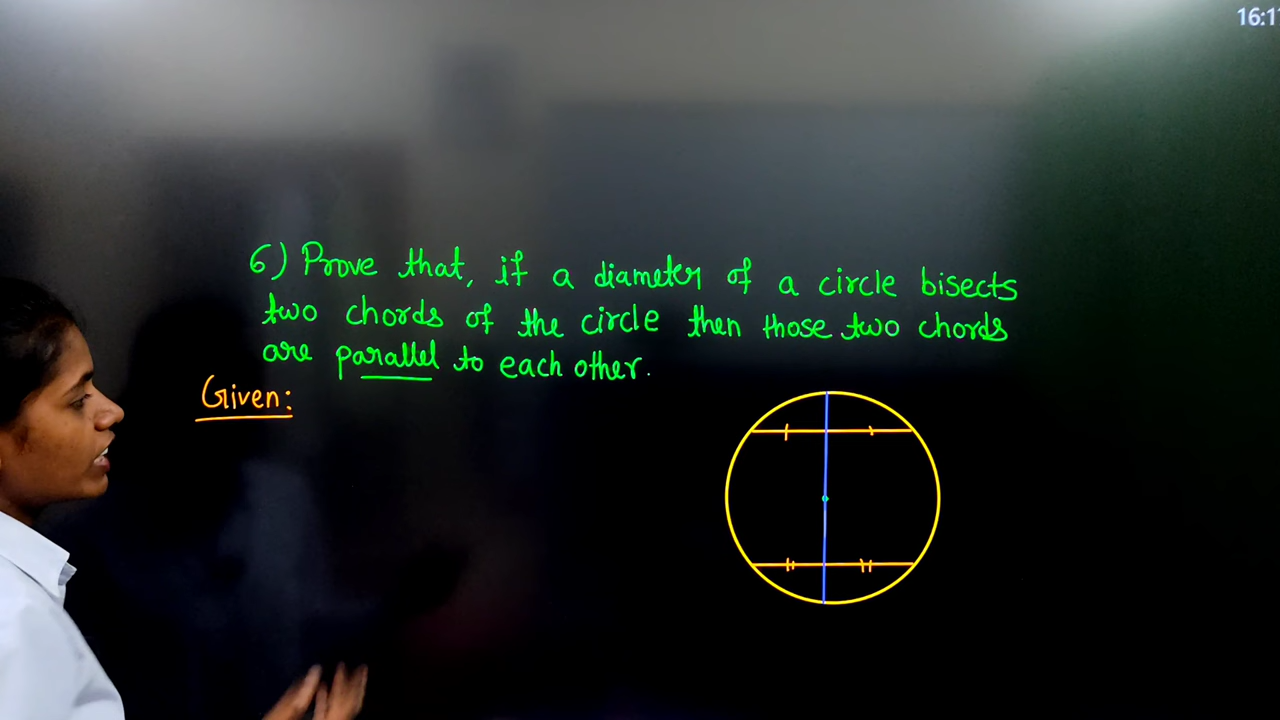 16:1
6) Prove that, if a diameter of a circle bisects
two chords of the circle then those two chords
are parallel to each other.
Given: